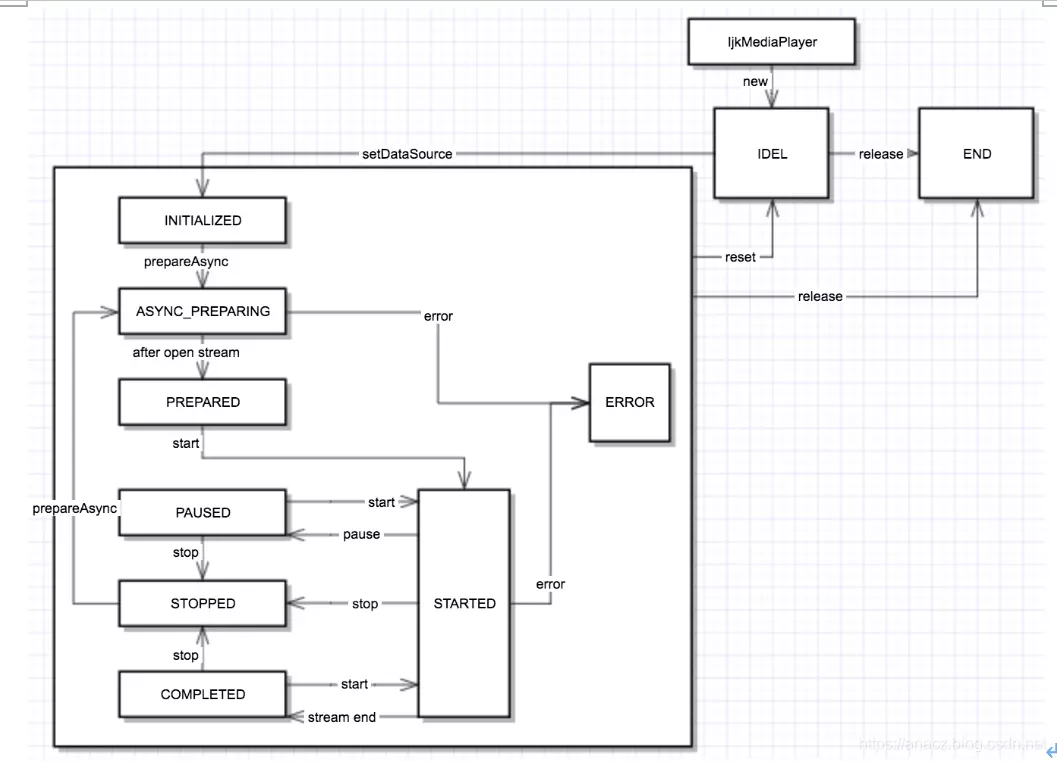 IjkMediaPlayer
new
IDEL
release
END
setDataSource
INITIALIZED
reset
prepareAsync
release
ASYNC_PREPARING
error
after open stream
PREPARED
ERROR
start
prepareAsync
PAUSED
start
pause
stop
STOPPED
stop
STARTED
error
stop
COMPLETED
start
stream end
https://anacz.blog.csdn.net